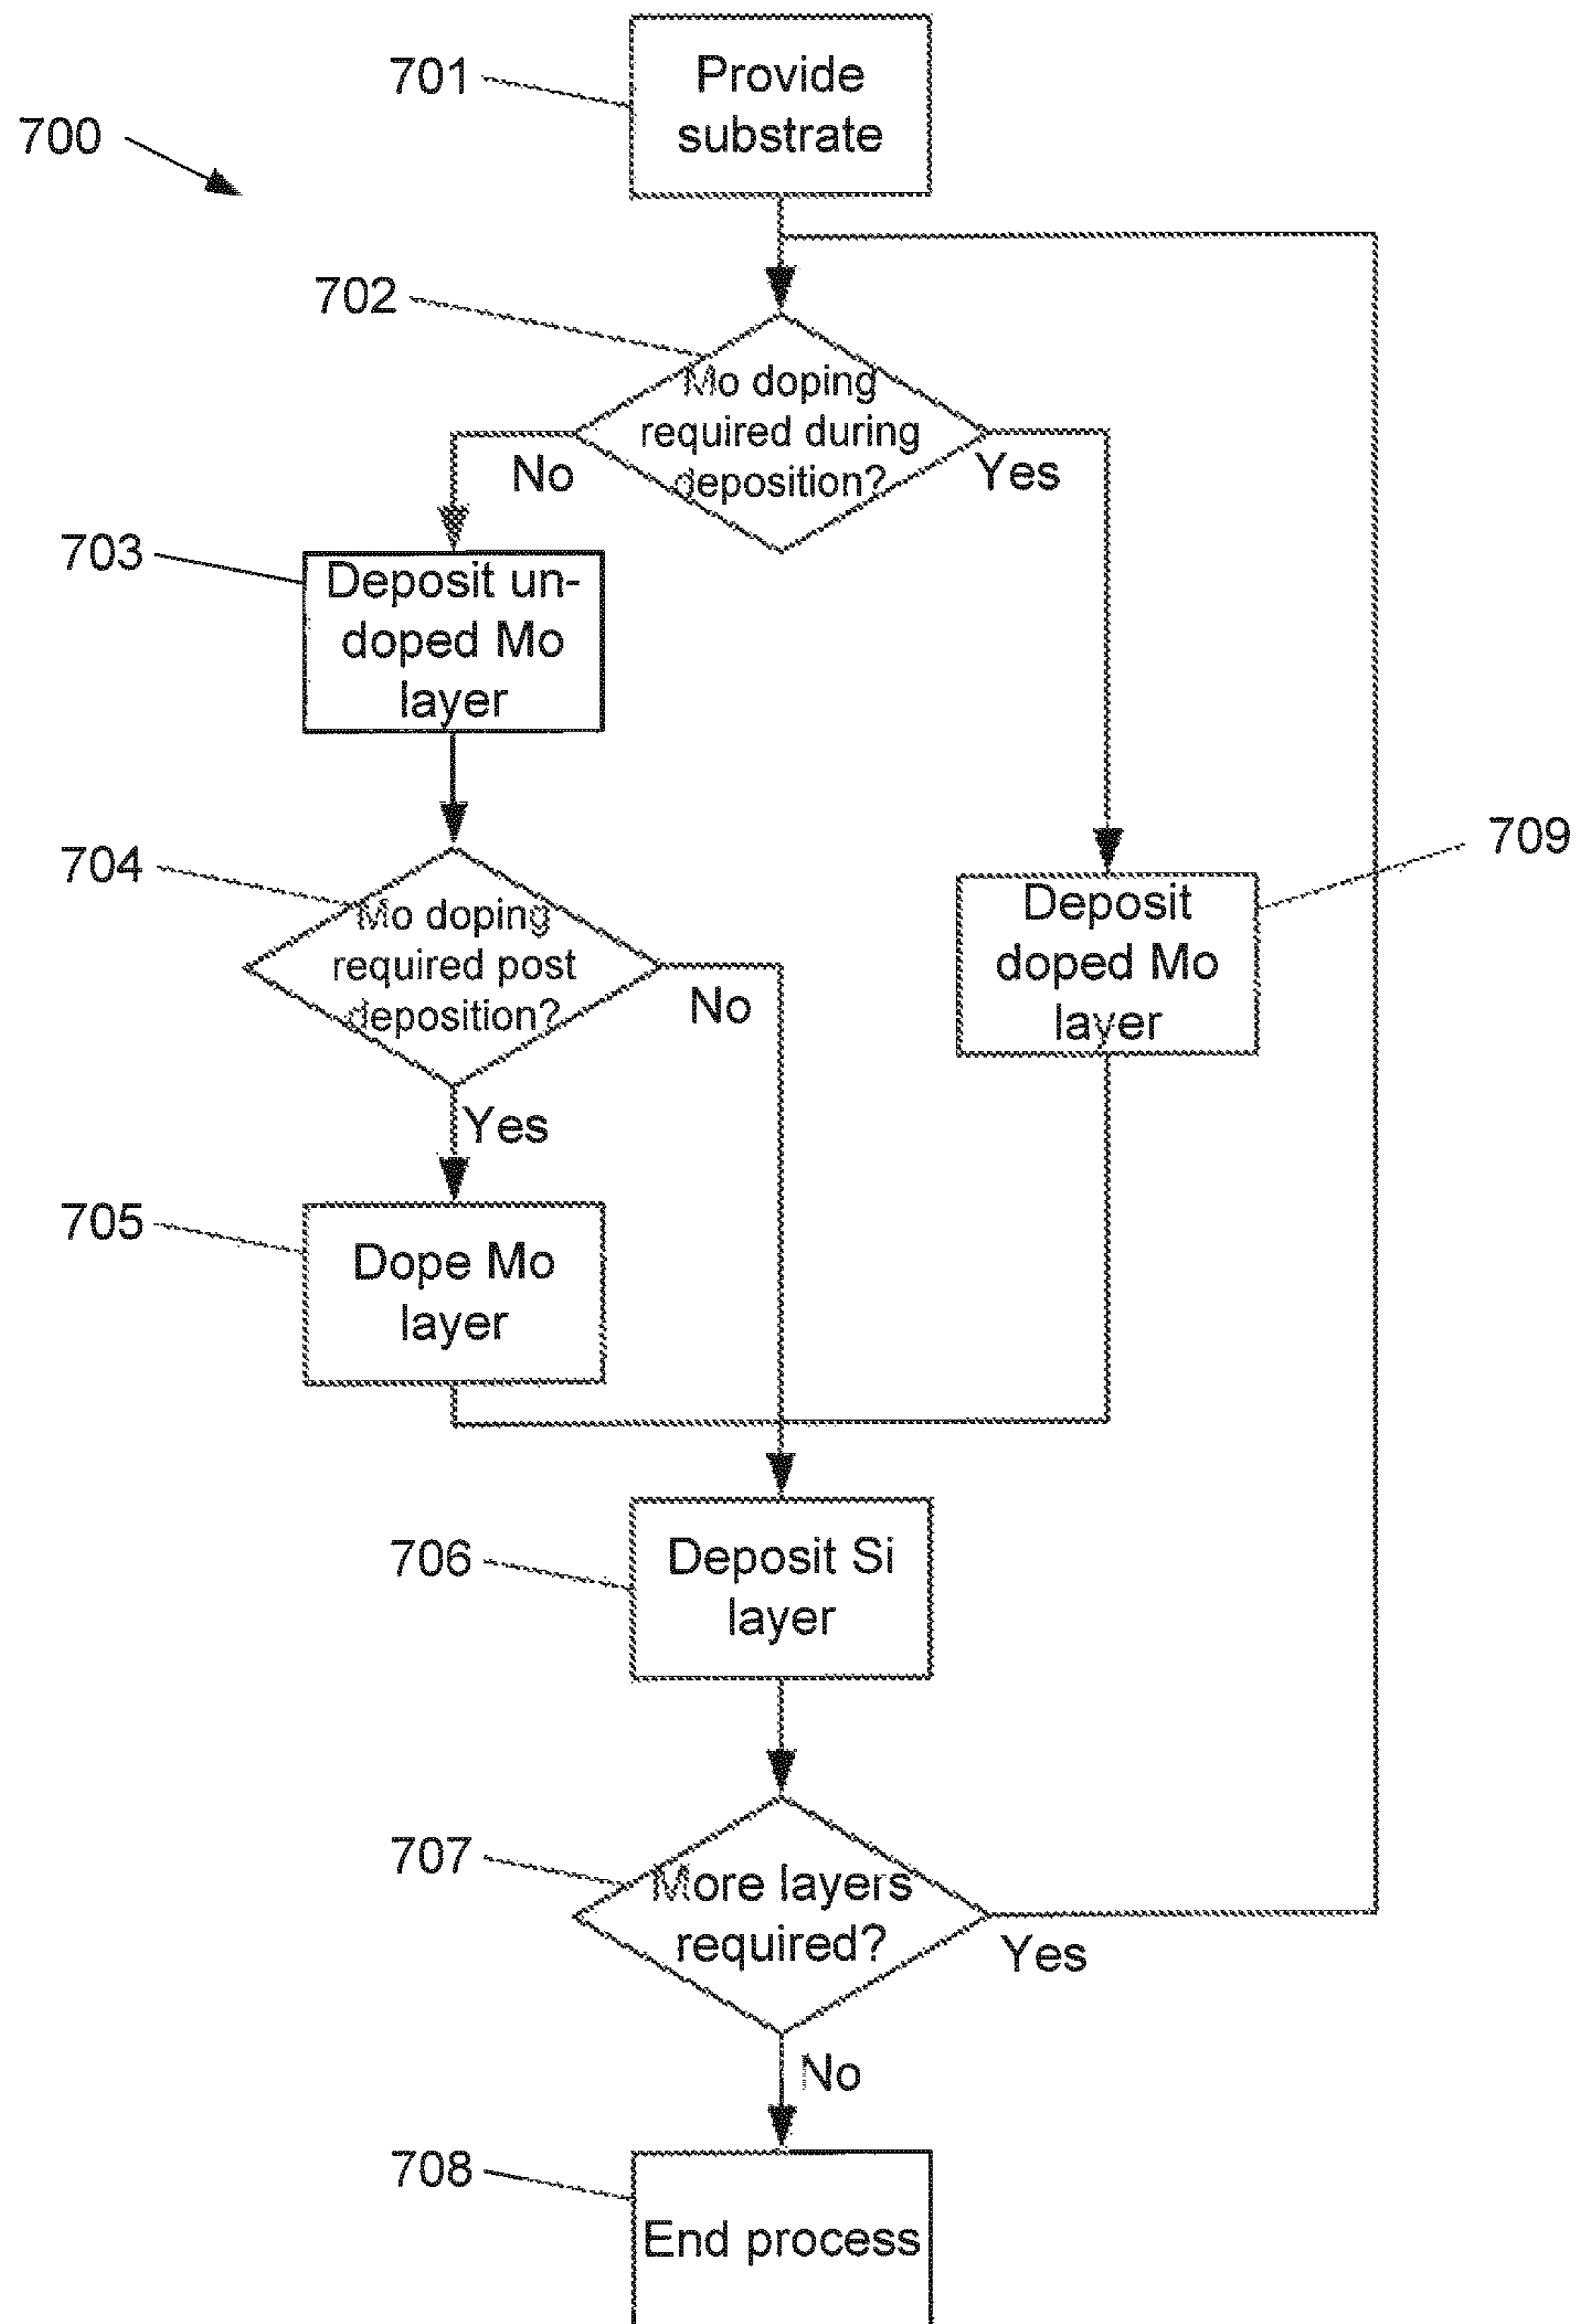 701
Provide
substrate
700
702
Mo doping
required during
deposition?
No
Yes
703
Deposit un-
doped Mo
layer
704
Mo doping
required post
deposition?
No
Yes
709
Deposit
doped Mo
layer
705
Dope Mo
layer
706
Deposit Si
layer
707
More layers
required?
Yes
No
708
End process